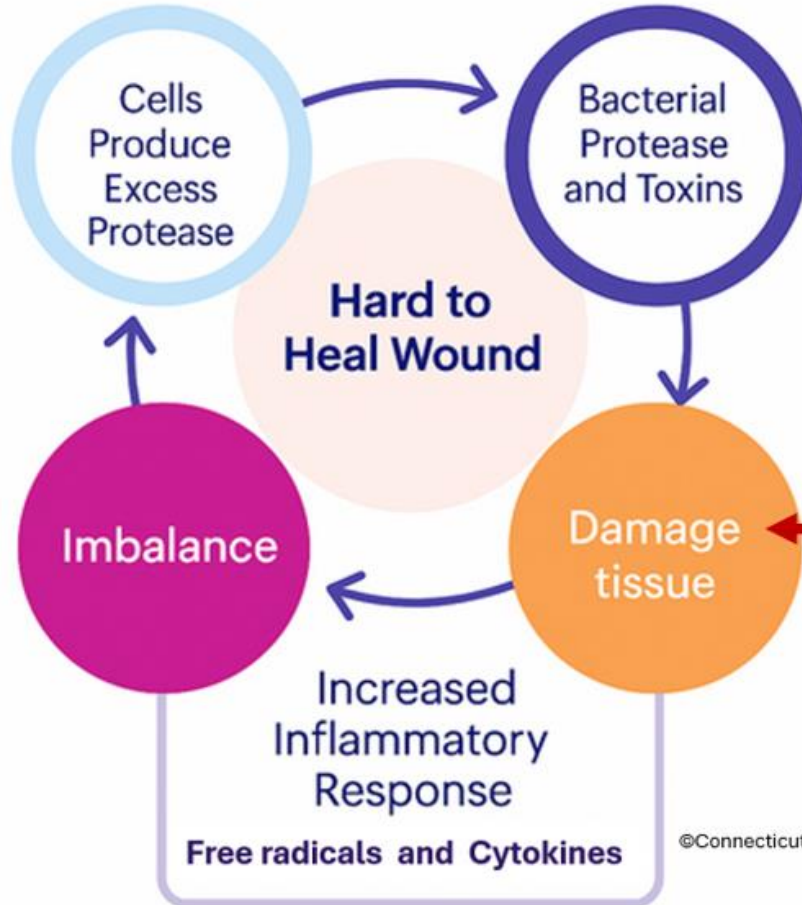 Cells
Produce
Excess
Protease
Bacterial
Protease
and Toxins
Hard to
Heal Wound
Imbalance
Damage
tissue
Increased
Inflammatory
Response
Free radicals and Cytokines
©Connecticut